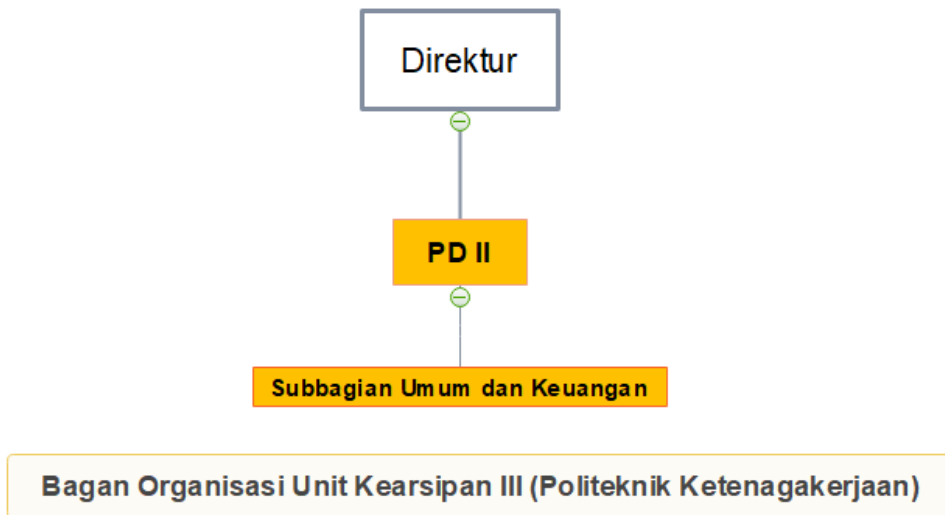 Direktur
PD II
Subbagian Umum dan Keuangan
Bagan Organisasi Unit Kearsipan III (Politeknik Ketenagakerjaan)